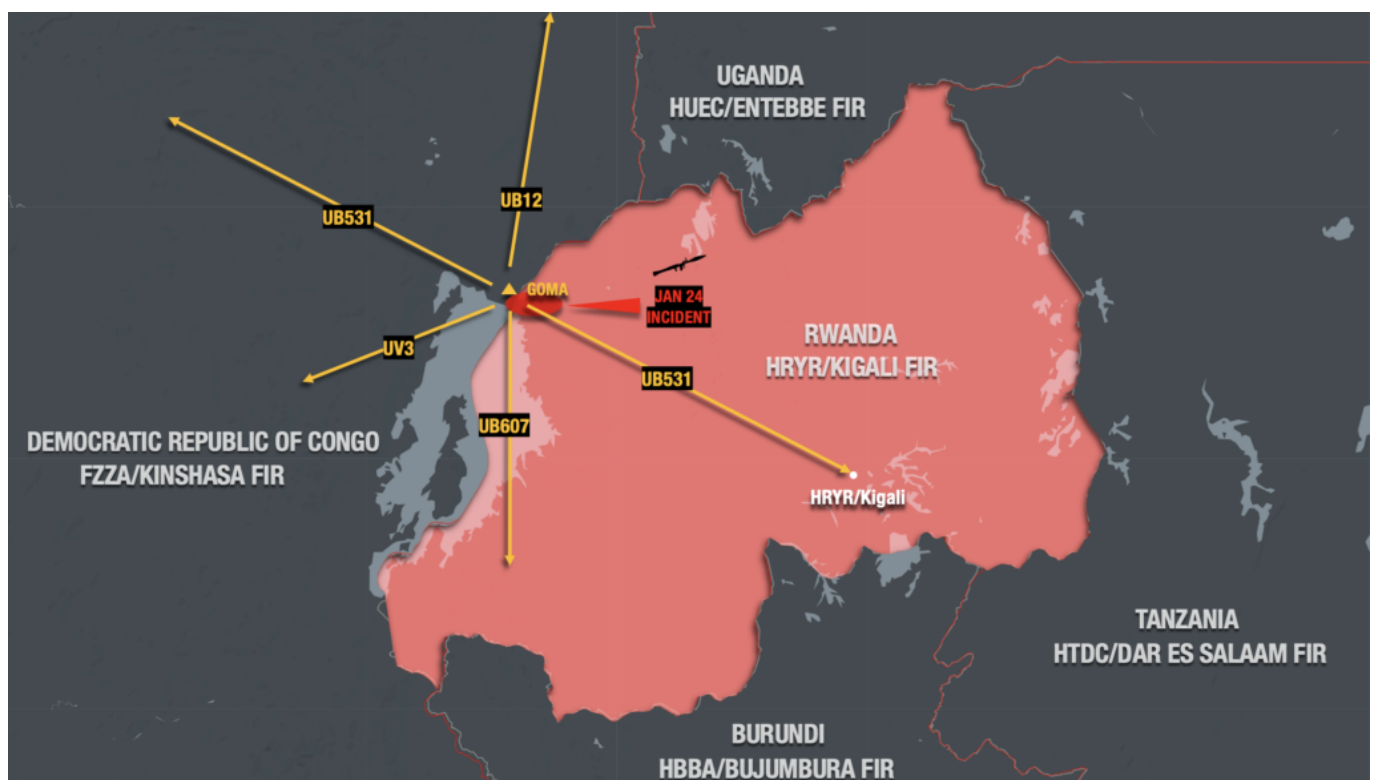 UGANDA
HUEC/ENTEBBE FIR
UB12
UB531
GOMA
JAN 24
INCIDENT
RWANDA
HRYR/KIGALI FIR
UV3
UB531
UB607
DEMOCRATIC REPUBLIC OF CONGO
FZZA/KINSHASA FIR
HRYR/Kigali
TANZANIA
HTDC/DAR ES SALAAM FIR
BURUNDI
HBBA/BUJUMBURA FIR